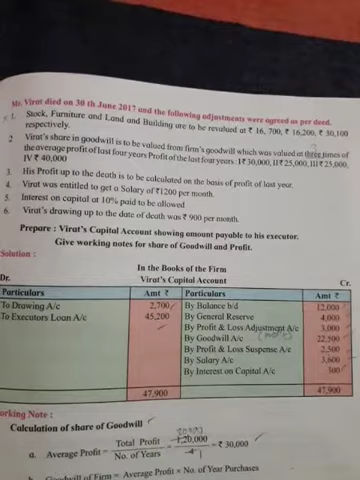 Mr. Virat died on 30 th June 2017 and the following adjustments were agreed as per deed.
1. Stock, Furniture and Land and Building are to be revalued at ₹ 16, 700, ₹ 16,200, ₹ 30,100
respectively.
2. Virat's share in goodwill is to be valued from firm's goodwill which was valued at three times of
the average profit of last four years Profit of the last four years : I ₹ 30,000, II ₹ 25,000, III ₹ 25,000,
IV ₹ 40,000
3. His Profit up to the death is to be calculated on the basis of profit of last year.
4. Virat was entitled to get a Salary of ₹1200 per month.
5. Interest on capital at 10% paid to be allowed
6. Virat's drawing up to the date of death was ₹ 900 per month.
Prepare : Virat's Capital Account showing amount payable to his executor.
Give working notes for share of Goodwill and Profit.
Solution :
In the Books of the Firm
Dr. Virat's Capital Account Cr.
Particulars Amt ₹ Particulars Amt ₹
To Drawing A/c 2,700 By Balance b/d 12,000
To Executors Loan A/c 45,200 By General Reserve 4,000
By Profit & Loss Adjustment A/c 3,000
By Goodwill A/c 22,500
By Profit & Loss Suspense A/c 2,500
By Salary A/c 3,600
By Interest on Capital A/c 300
47,900 47,900
orking Note :
Calculation of share of Goodwill
a. Average Profit = Total Profit / No. of Years = 1,20,000 / 4 = ₹ 30,000
Goodwill of Firm = Average Profit × No. of Year Purchases